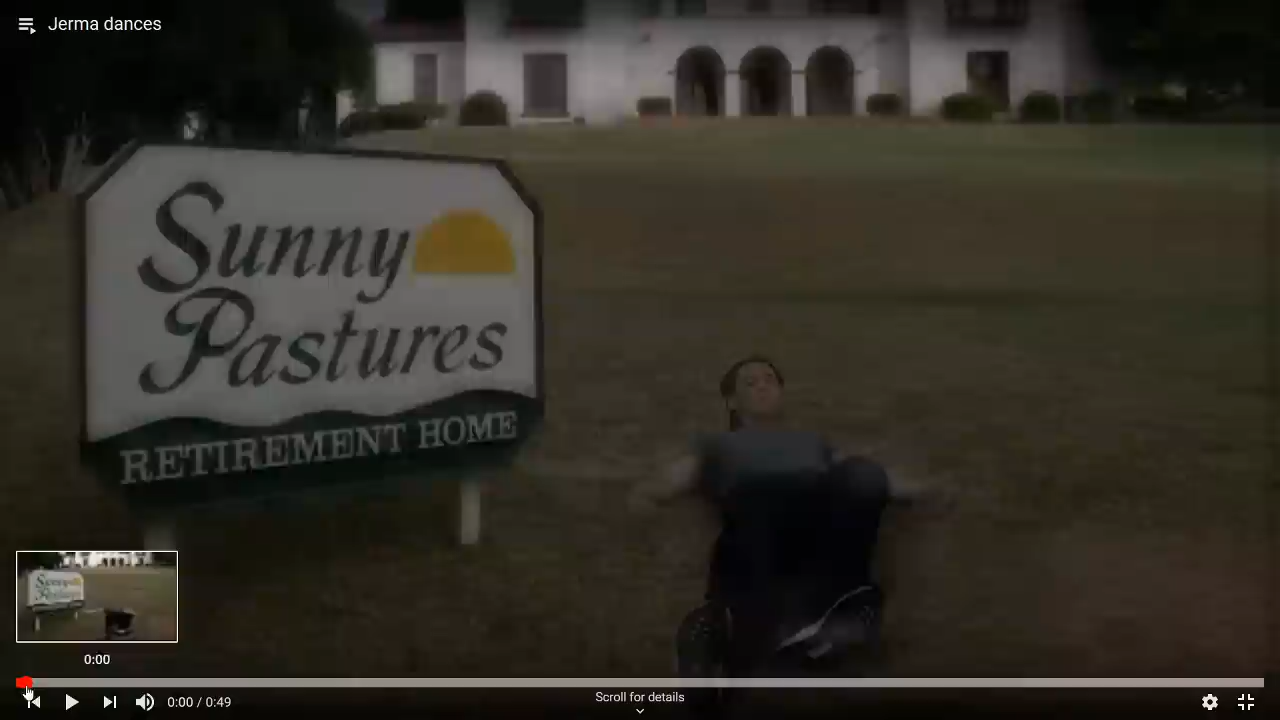 Jerma dances
Sunny
Pastures
RETIREMENT HOME
0:00
0:00 / 0:49
Scroll for details